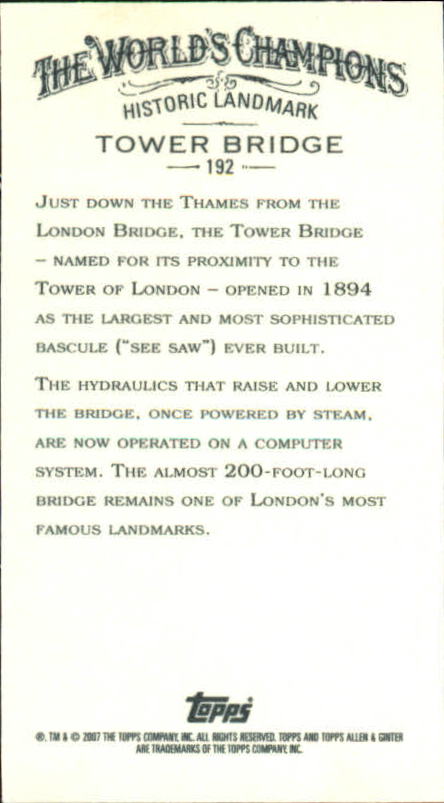 THE WORLD'S CHAMPIONS
HISTORIC LANDMARK
TOWER BRIDGE
— 192 —
JUST DOWN THE THAMES FROM THE
LONDON BRIDGE, THE TOWER BRIDGE
– NAMED FOR ITS PROXIMITY TO THE
TOWER OF LONDON – OPENED IN 1894
AS THE LARGEST AND MOST SOPHISTICATED
BASCULE ("SEE SAW") EVER BUILT.
THE HYDRAULICS THAT RAISE AND LOWER
THE BRIDGE, ONCE POWERED BY STEAM,
ARE NOW OPERATED ON A COMPUTER
SYSTEM. THE ALMOST 200-FOOT-LONG
BRIDGE REMAINS ONE OF LONDON'S MOST
FAMOUS LANDMARKS.
topps
®, TM & © 2007 THE TOPPS COMPANY, INC. ALL RIGHTS RESERVED. TOPPS AND TOPPS ALLEN & GINTER
ARE TRADEMARKS OF THE TOPPS COMPANY, INC.